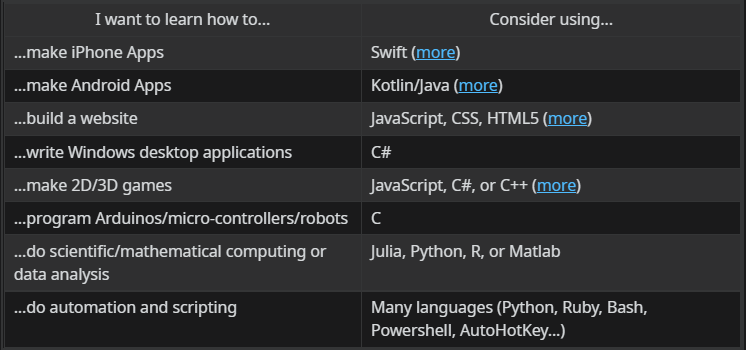 I want to learn how to...
Consider using...
...make iPhone Apps
Swift (more)
...make Android Apps
Kotlin/Java (more)
...build a website
JavaScript, CSS, HTML5 (more)
...write Windows desktop applications
C#
...make 2D/3D games
JavaScript, C#, or C++ (more)
...program Arduinos/micro-controllers/robots
C
...do scientific/mathematical computing or
data analysis
Julia, Python, R, or Matlab
...do automation and scripting
Many languages (Python, Ruby, Bash,
Powershell, AutoHotKey...)